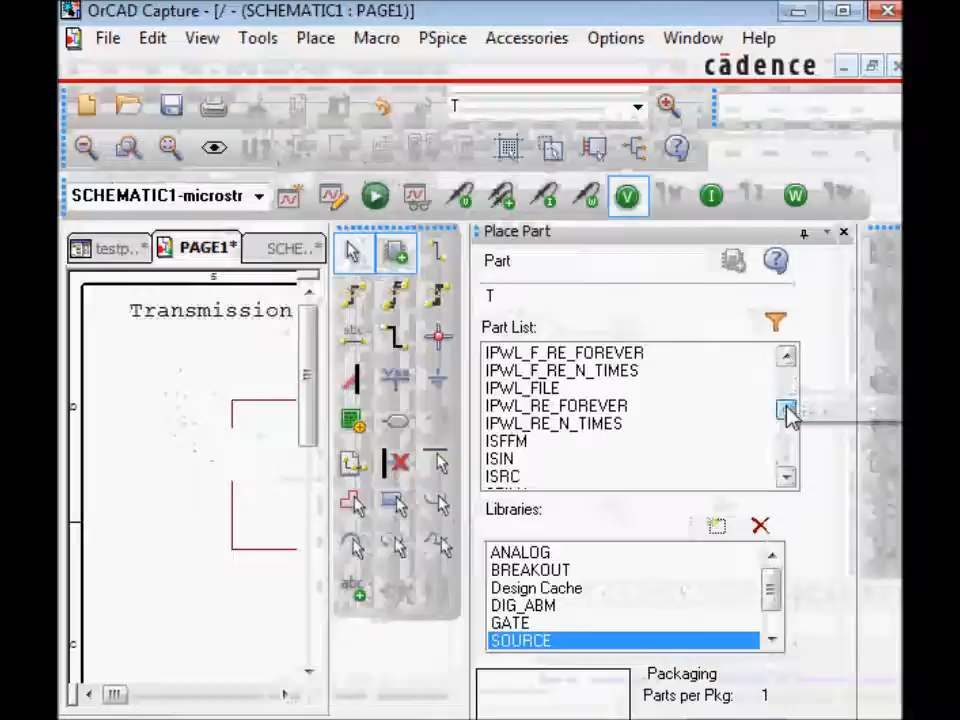 OrCAD Capture - [/ - (SCHEMATIC1 : PAGE1)]
File Edit View Tools Place Macro PSpice Accessories Options Window Help
cādence
T
SCHEMATIC1-microstr
V I W
testp..* PAGE1* SCHE..*
Place Part
Part
5
T
Transmission
Part List:
IPWL_F_RE_FOREVER
IPWL_F_RE_N_TIMES
IPWL_FILE
IPWL_RE_FOREVER
IPWL_RE_N_TIMES
ISFFM
ISIN
ISRC
Libraries:
ANALOG
BREAKOUT
Design Cache
DIG_ABM
GATE
SOURCE
Packaging
Parts per Pkg: 1